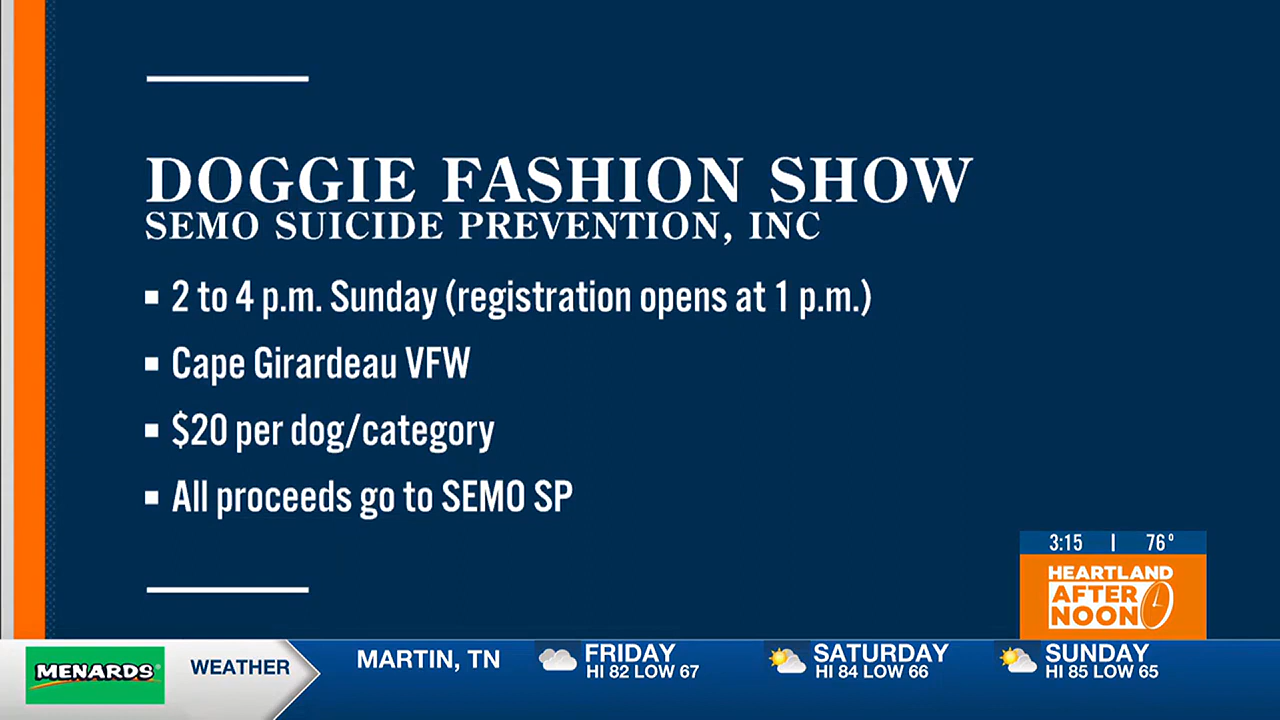 DOGGIE FASHION SHOW
SEMO SUICIDE PREVENTION, INC
▪ 2 to 4 p.m. Sunday (registration opens at 1 p.m.)
▪ Cape Girardeau VFW
▪ $20 per dog/category
▪ All proceeds go to SEMO SP
3:15 | 76°
HEARTLAND
AFTER
NOON
MENARDS®
WEATHER
MARTIN, TN
FRIDAY
HI 82 LOW 67
SATURDAY
HI 84 LOW 66
SUNDAY
HI 85 LOW 65